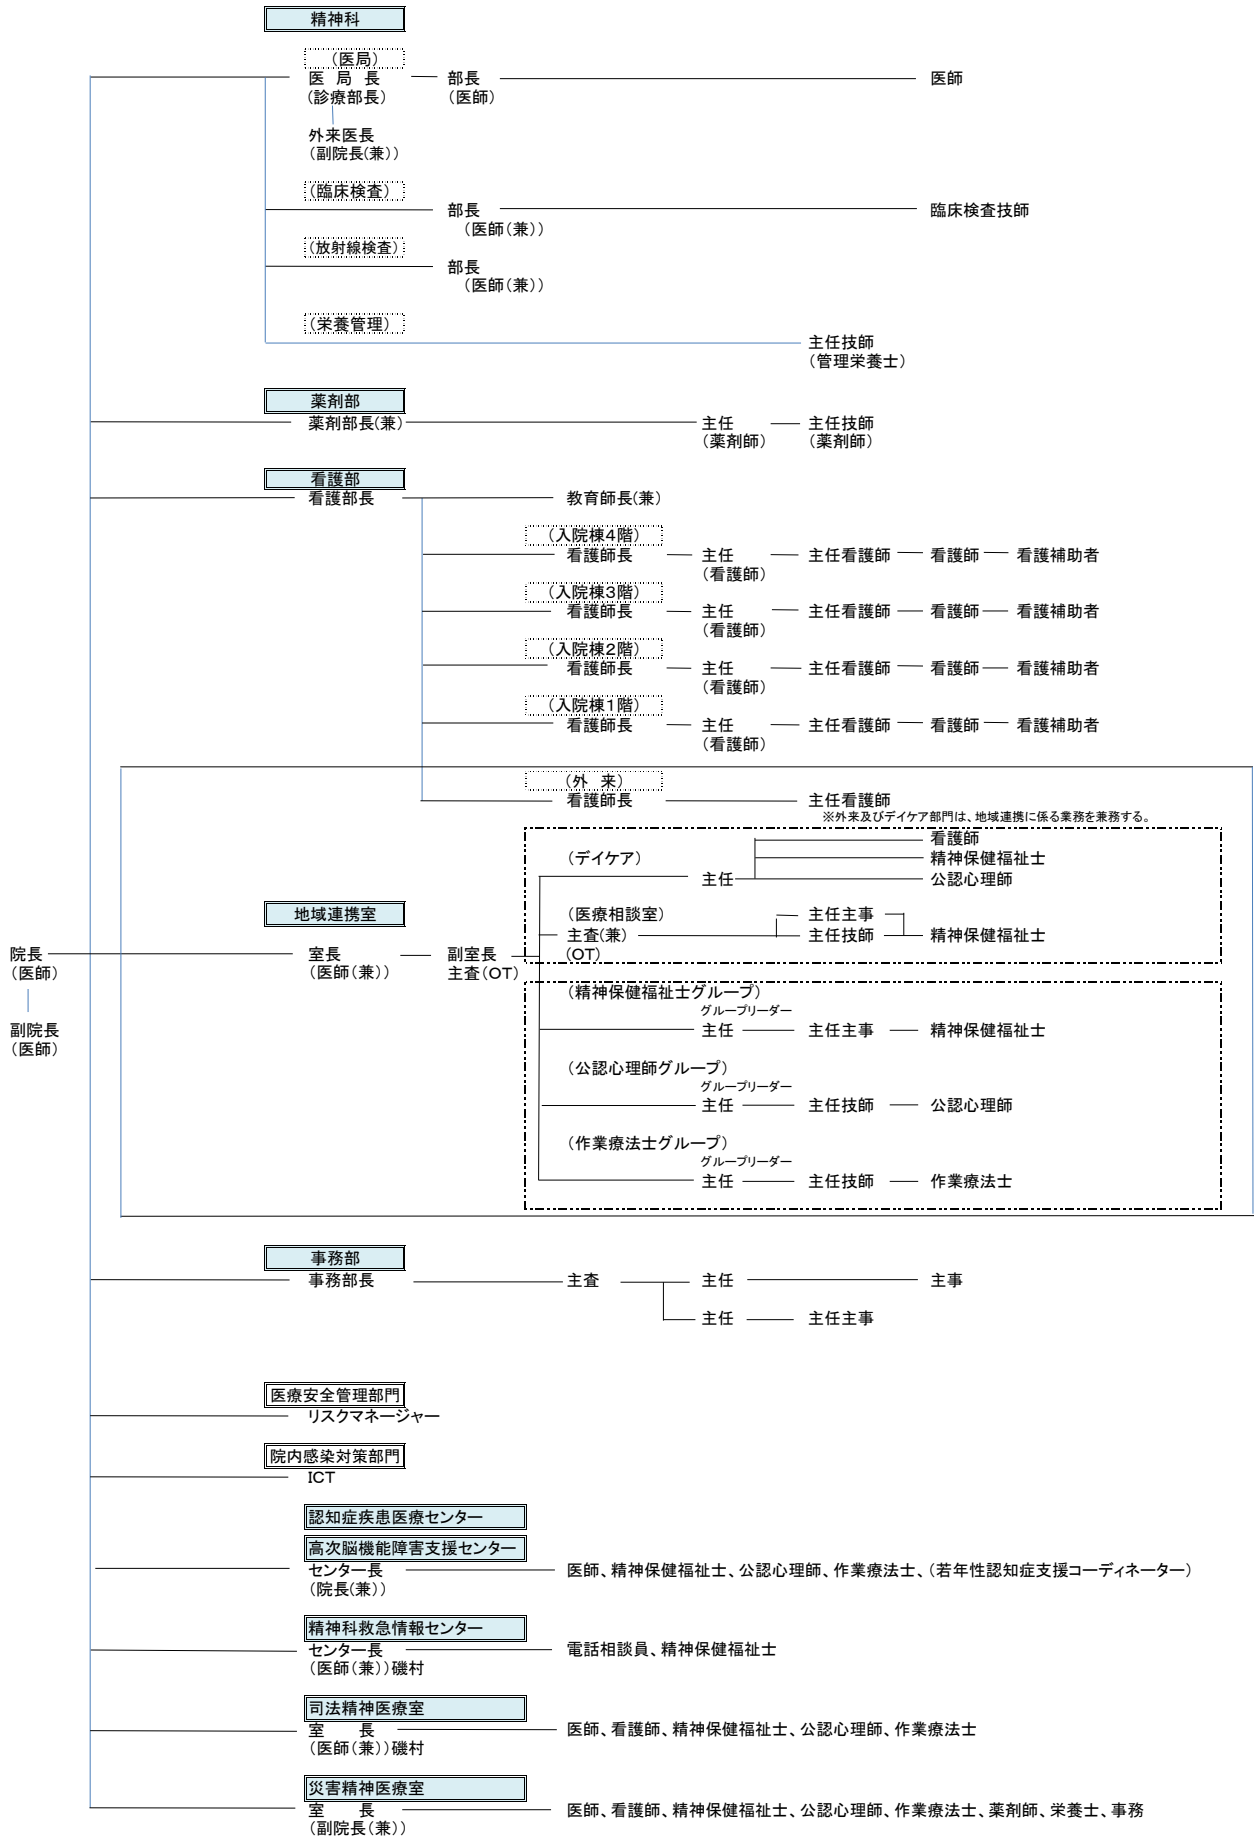 精神科
（医局）
医　局　長　部長　医師
（診療部長）　（医師）
外来医長
（副院長（兼））
（臨床検査）
部長　臨床検査技師
（医師（兼））
（放射線検査）
部長
（医師（兼））
（栄養管理）
主任技師
（管理栄養士）
薬剤部
薬剤部長（兼）　主任　主任技師
（薬剤師）　（薬剤師）
看護部
看護部長　教育師長（兼）
（入院棟４階）
看護師長　主任　主任看護師　看護師　看護補助者
（看護師）
（入院棟３階）
看護師長　主任　主任看護師　看護師　看護補助者
（看護師）
（入院棟２階）
看護師長　主任　主任看護師　看護師　看護補助者
（看護師）
（入院棟１階）
看護師長　主任　主任看護師　看護師　看護補助者
（看護師）
（外　来）
看護師長　主任看護師
※外来及びデイケア部門は、地域連携に係る業務を兼務する。
看護師
（デイケア）　精神保健福祉士
主任　公認心理師
地域連携室　（医療相談室）　主任主事
主査（兼）　主任技師　精神保健福祉士
院長　室長　副室長　（OT）
（医師）　（医師（兼））　主査（OT）
（精神保健福祉士グループ）
グループリーダー
副院長　主任　主任主事　精神保健福祉士
（医師）
（公認心理師グループ）
グループリーダー
主任　主任技師　公認心理師
（作業療法士グループ）
グループリーダー
主任　主任技師　作業療法士
事務部
事務部長　主査　主任　主事
主任　主任主事
医療安全管理部門
リスクマネージャー
院内感染対策部門
ICT
認知症疾患医療センター
高次脳機能障害支援センター
センター長　医師、精神保健福祉士、公認心理師、作業療法士、（若年性認知症支援コーディネーター）
（院長（兼））
精神科救急情報センター
センター長　電話相談員、精神保健福祉士
（医師（兼））磯村
司法精神医療室
室　　長　医師、看護師、精神保健福祉士、公認心理師、作業療法士
（医師（兼））磯村
災害精神医療室
室　　長　医師、看護師、精神保健福祉士、公認心理師、作業療法士、薬剤師、栄養士、事務
（副院長（兼））